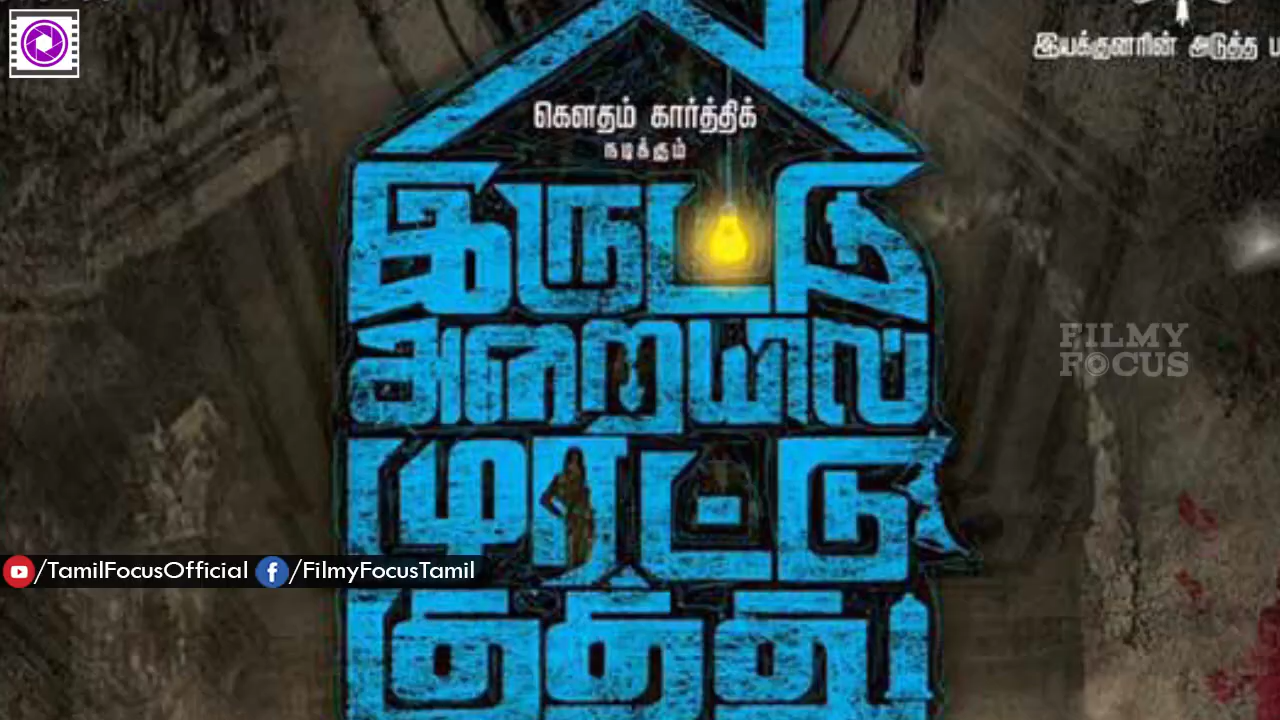 இயக்குனரின் அடுத்த
கௌதம் கார்த்திக்
நடிக்கும்
இருட்டு
அறையில்
FILMY
FOCUS
முரட்டு
/TamilFocusOfficial /FilmyFocusTamil
குத்து